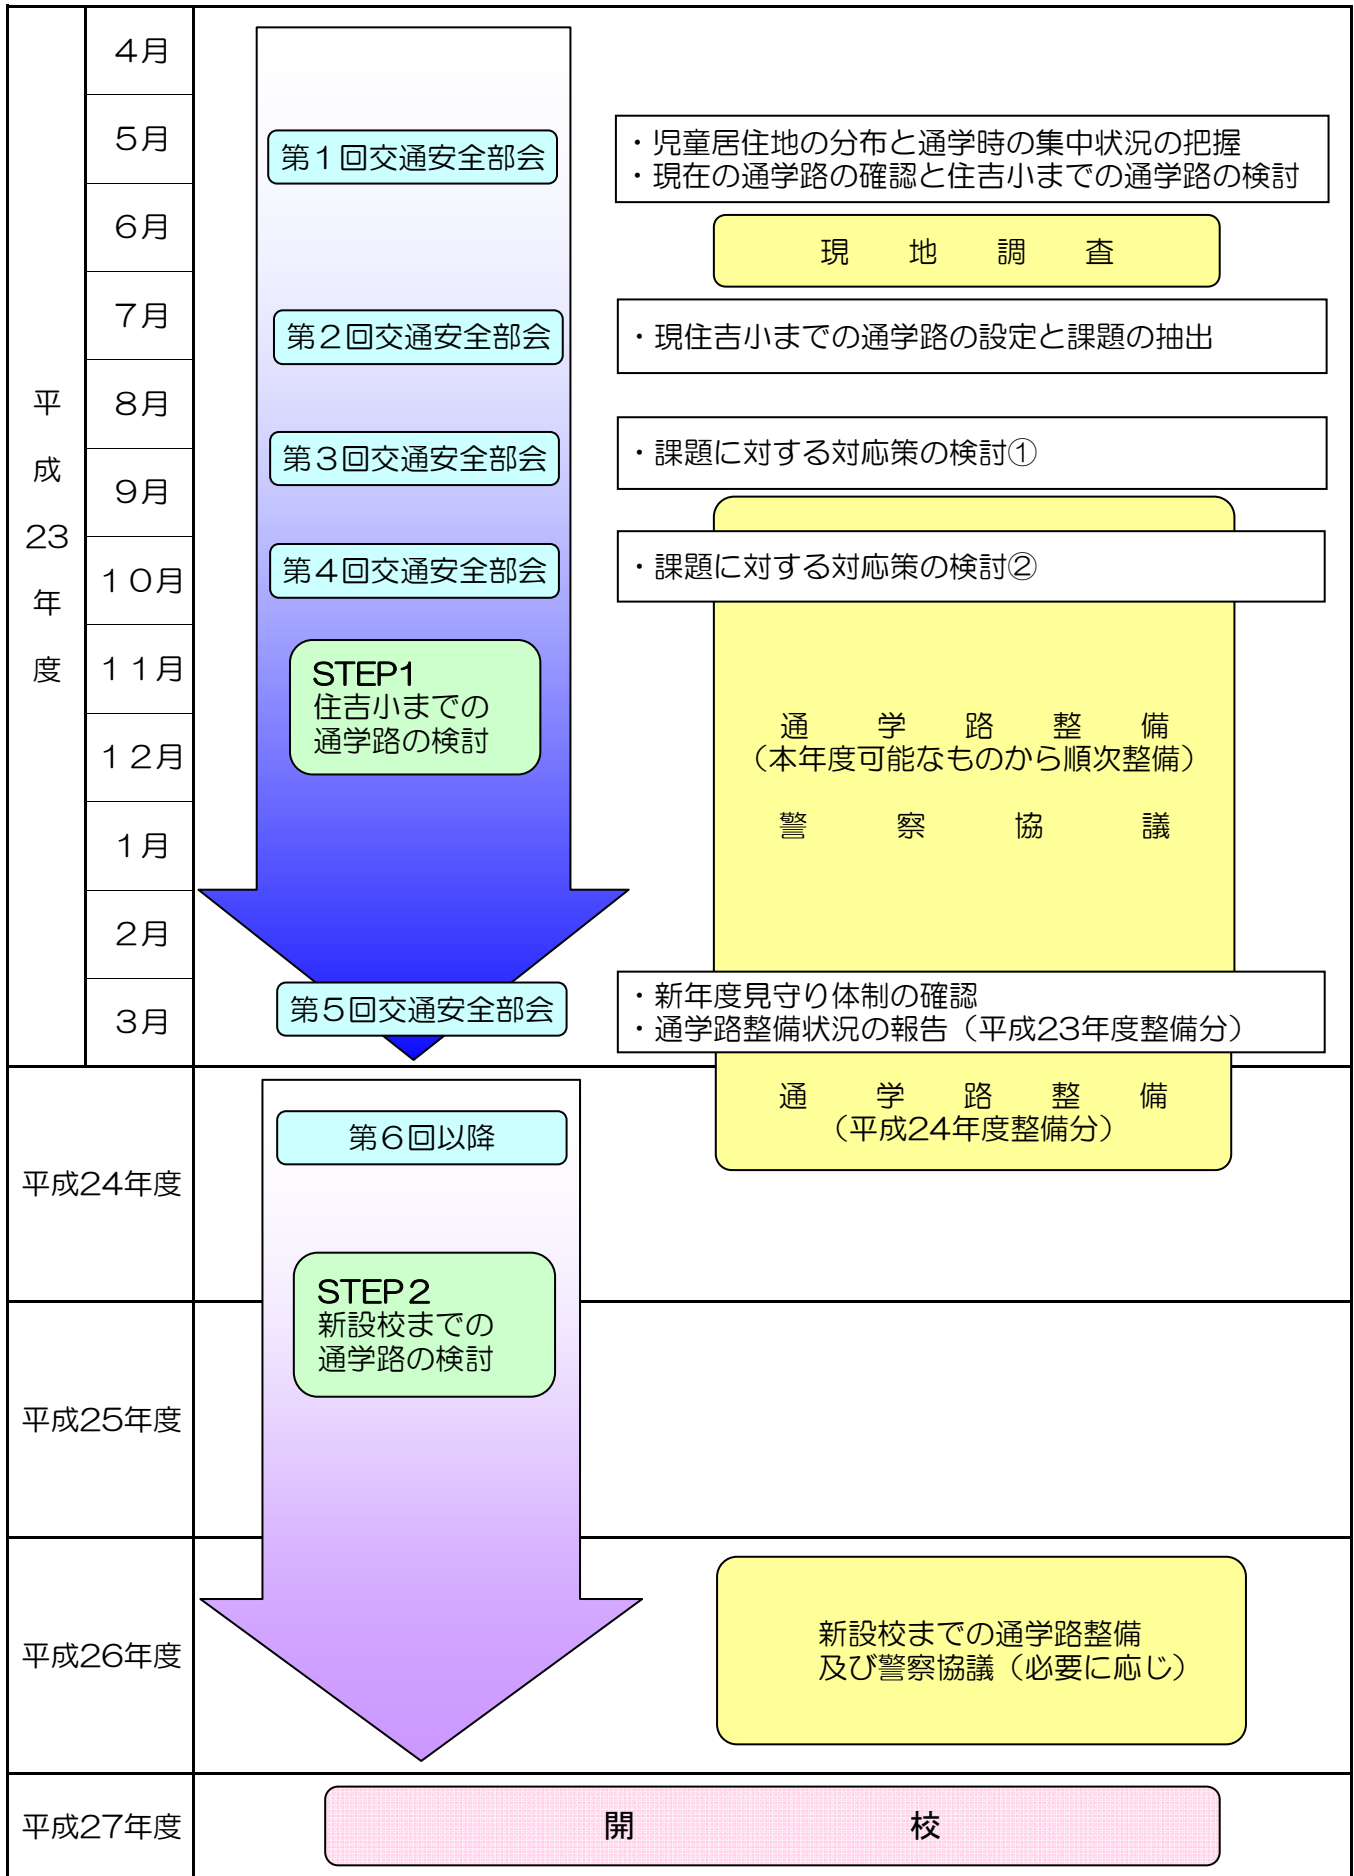 平成23年度
4月
5月
第1回交通安全部会
・児童居住地の分布と通学時の集中状況の把握
・現在の通学路の確認と住吉小までの通学路の検討
6月
現地調査
7月
第2回交通安全部会
・現住吉小までの通学路の設定と課題の抽出
8月
第3回交通安全部会
・課題に対する対応策の検討①
9月
10月
第4回交通安全部会
・課題に対する対応策の検討②
11月
STEP1
住吉小までの
通学路の検討
12月
通学路整備
（本年度可能なものから順次整備）
警察協議
1月
2月
3月
第5回交通安全部会
・新年度見守り体制の確認
・通学路整備状況の報告（平成23年度整備分）
平成24年度
第6回以降
通学路整備
（平成24年度整備分）
STEP2
新設校までの
通学路の検討
平成25年度
平成26年度
新設校までの通学路整備
及び警察協議（必要に応じ）
平成27年度
開校